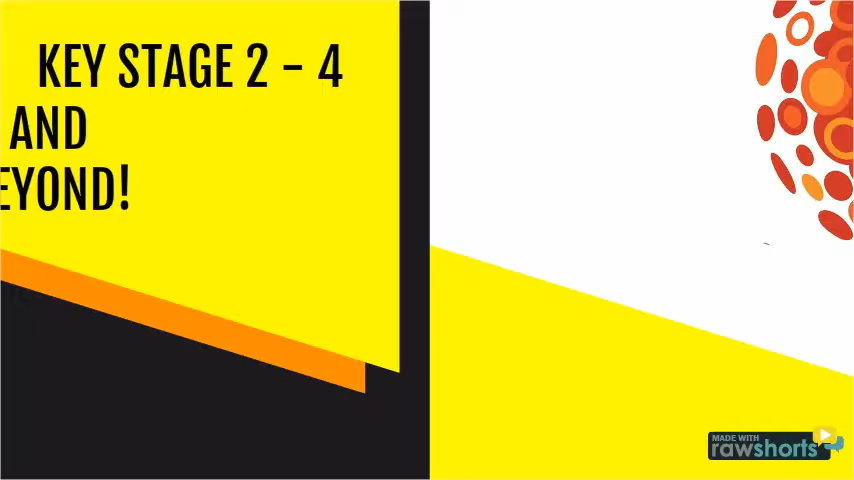 KEY STAGE 2 – 4
AND
EYOND!
MADE WITH
rawshorts